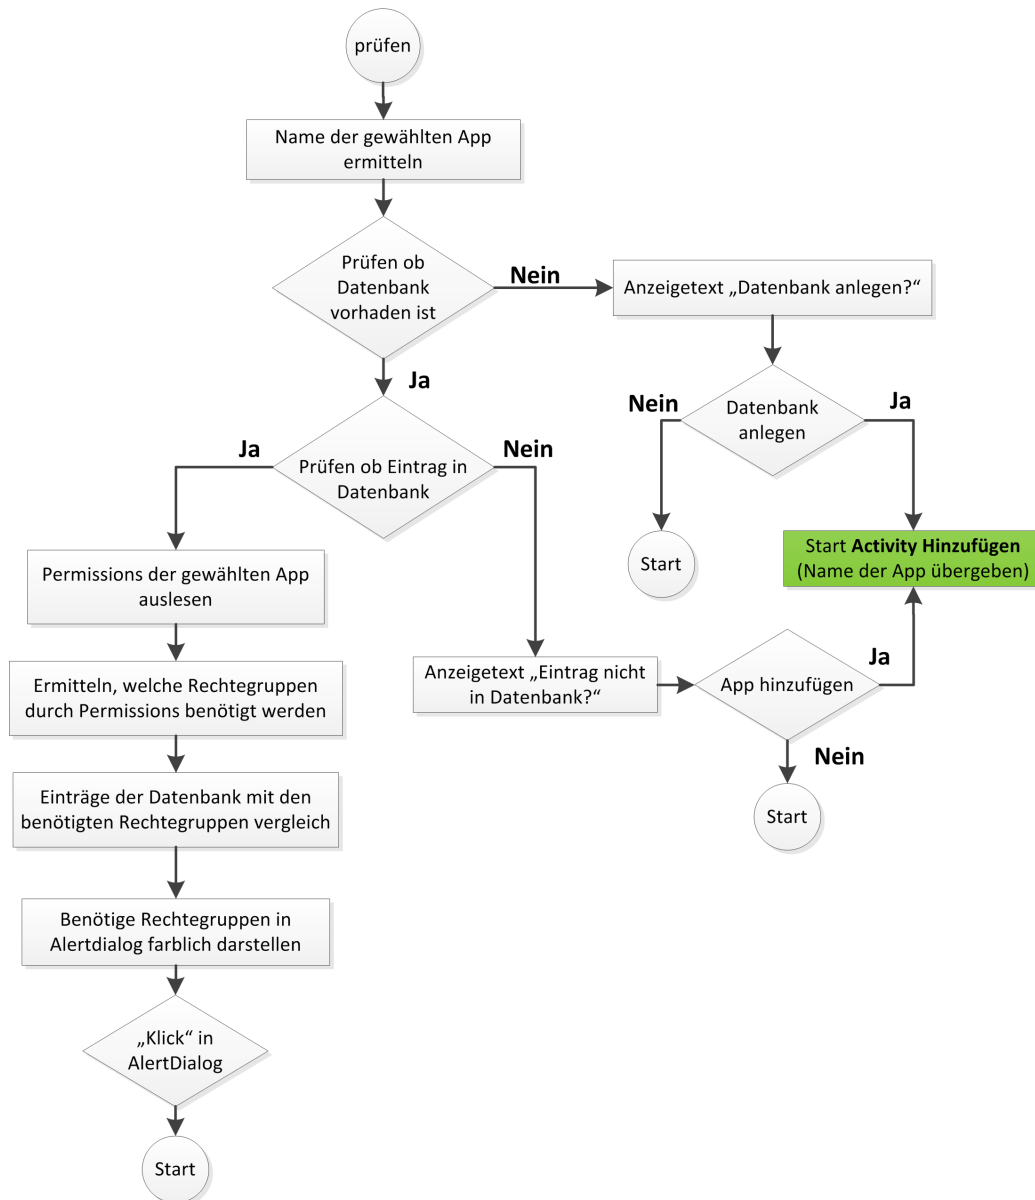 prüfen
Name der gewählten App
ermitteln
Prüfen ob
Datenbank
vorhaden ist
Nein
Anzeigetext „Datenbank anlegen?“
Ja
Nein
Datenbank
anlegen
Ja
Ja
Prüfen ob Eintrag in
Datenbank
Nein
Start
Start Activity Hinzufügen
(Name der App übergeben)
Permissions der gewählten App
auslesen
Ermitteln, welche Rechtegruppen
durch Permissions benötigt werden
Anzeigetext „Eintrag nicht
in Datenbank?“
App hinzufügen
Ja
Nein
Einträge der Datenbank mit den
benötigten Rechtegruppen vergleich
Start
Benötige Rechtegruppen in
Alertdialog farblich darstellen
„Klick“ in
AlertDialog
Start